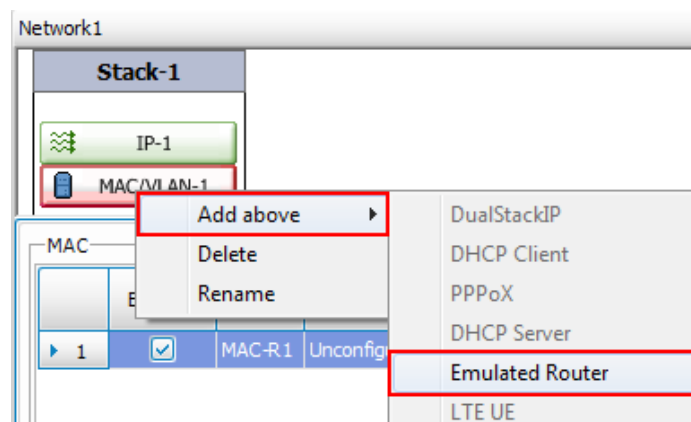 Network1
Stack-1
IP-1
MAC/VLAN-1
Add above
DualStackIP
MAC
Delete
DHCP Client
E
Rename
PPPoX
DHCP Server
1
MAC-R1
Unconfig
Emulated Router
LTE UE